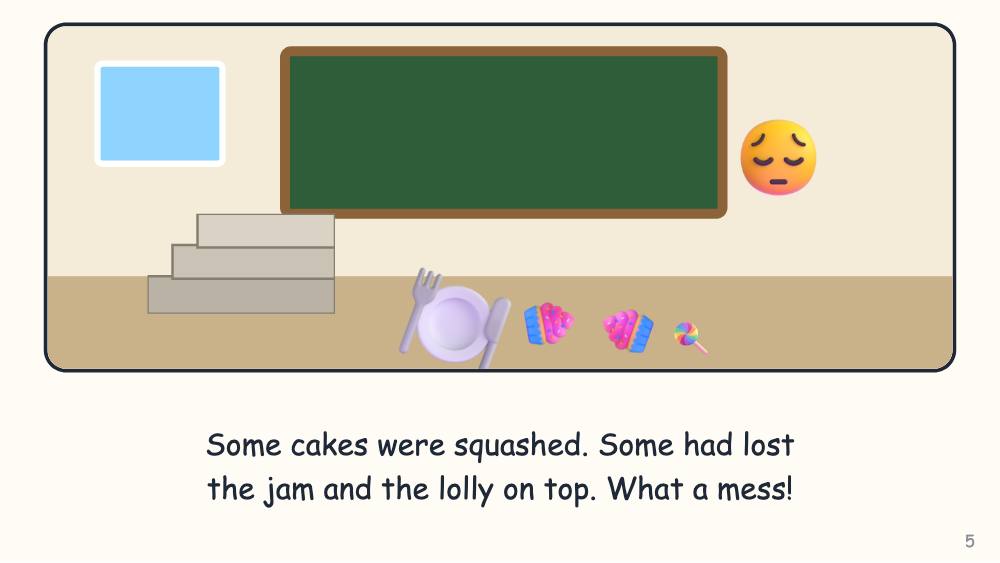 Some cakes were squashed. Some had lost
the jam and the lolly on top. What a mess!
5